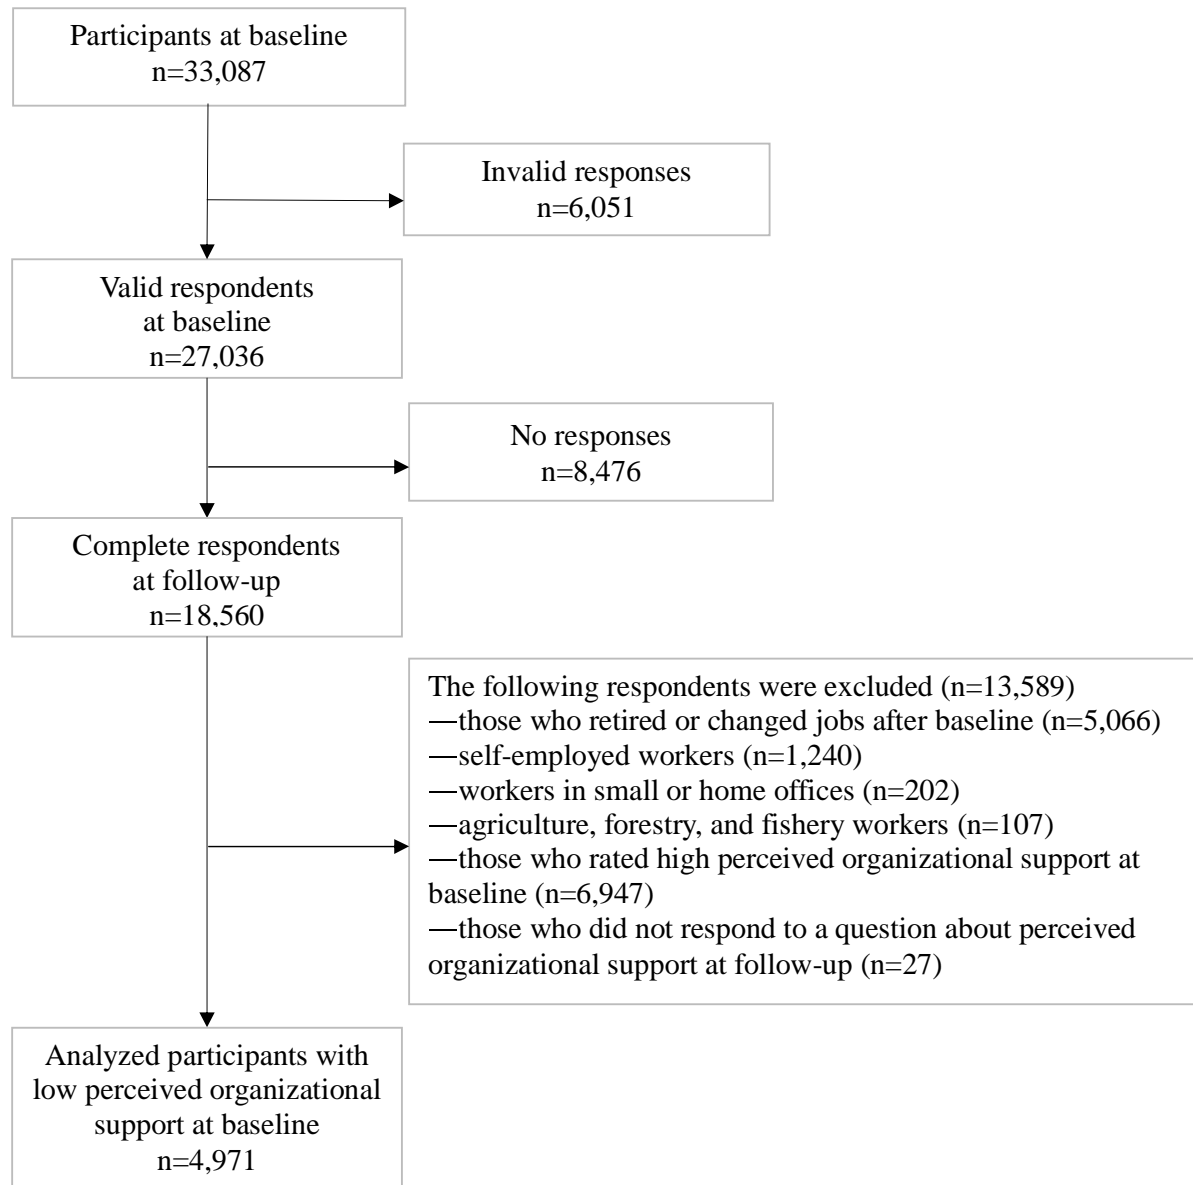 Participants at baseline
n=33,087
Invalid responses
n=6,051
Valid respondents
at baseline
n=27,036
No responses
n=8,476
Complete respondents
at follow-up
n=18,560
The following respondents were excluded (n=13,589)
—those who retired or changed jobs after baseline (n=5,066)
—self-employed workers (n=1,240)
—workers in small or home offices (n=202)
—agriculture, forestry, and fishery workers (n=107)
—those who rated high perceived organizational support at
baseline (n=6,947)
—those who did not respond to a question about perceived
organizational support at follow-up (n=27)
Analyzed participants with
low perceived organizational
support at baseline
n=4,971